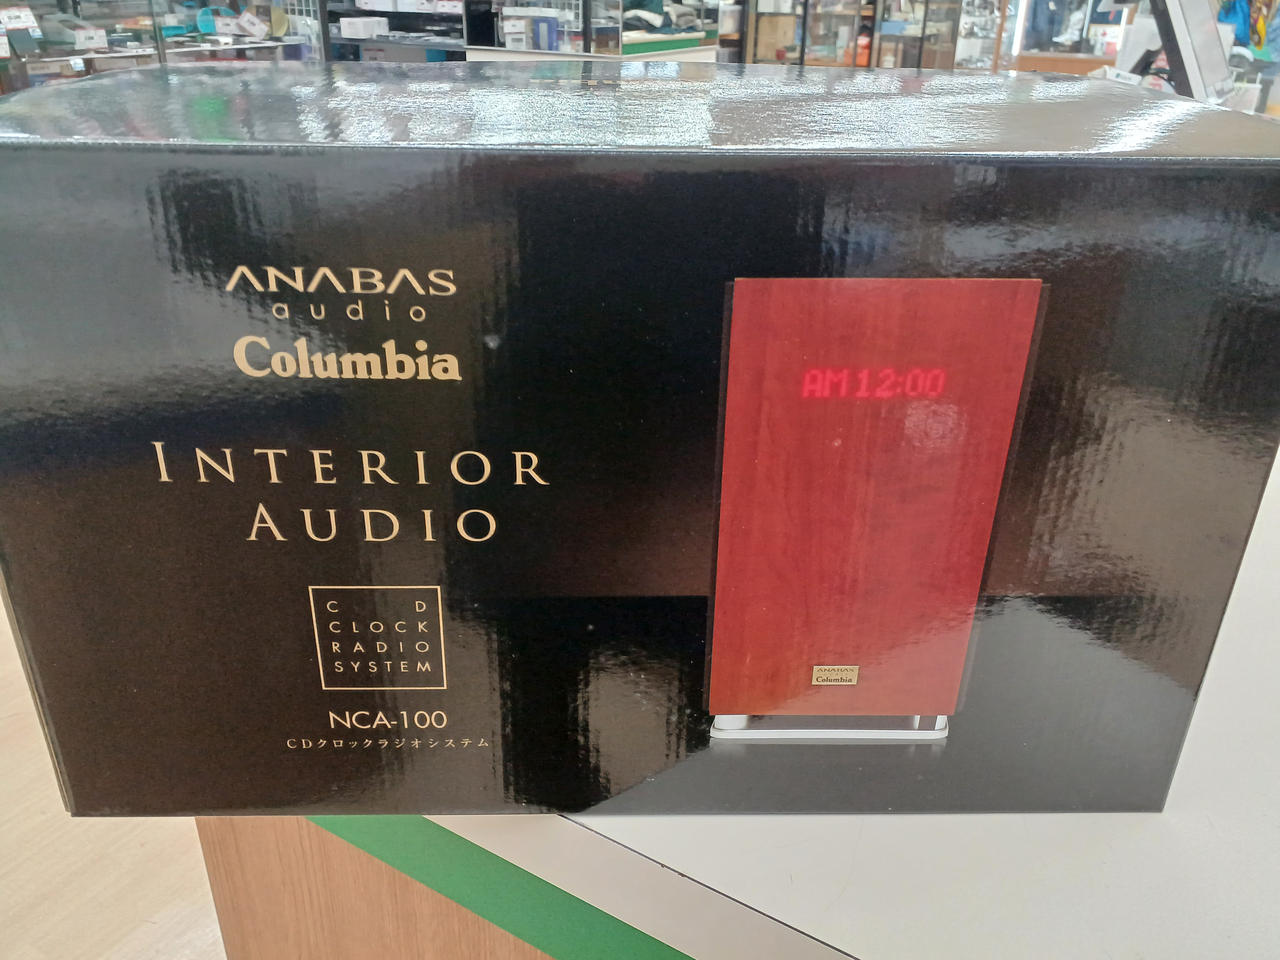 ANABAS
audio
Columbia
INTERIOR
AUDIO
CD
CLOCK
RADIO
SYSTEM
NCA-100
CDクロックラジオシステム
AM12:00
ANABAS
Columbia